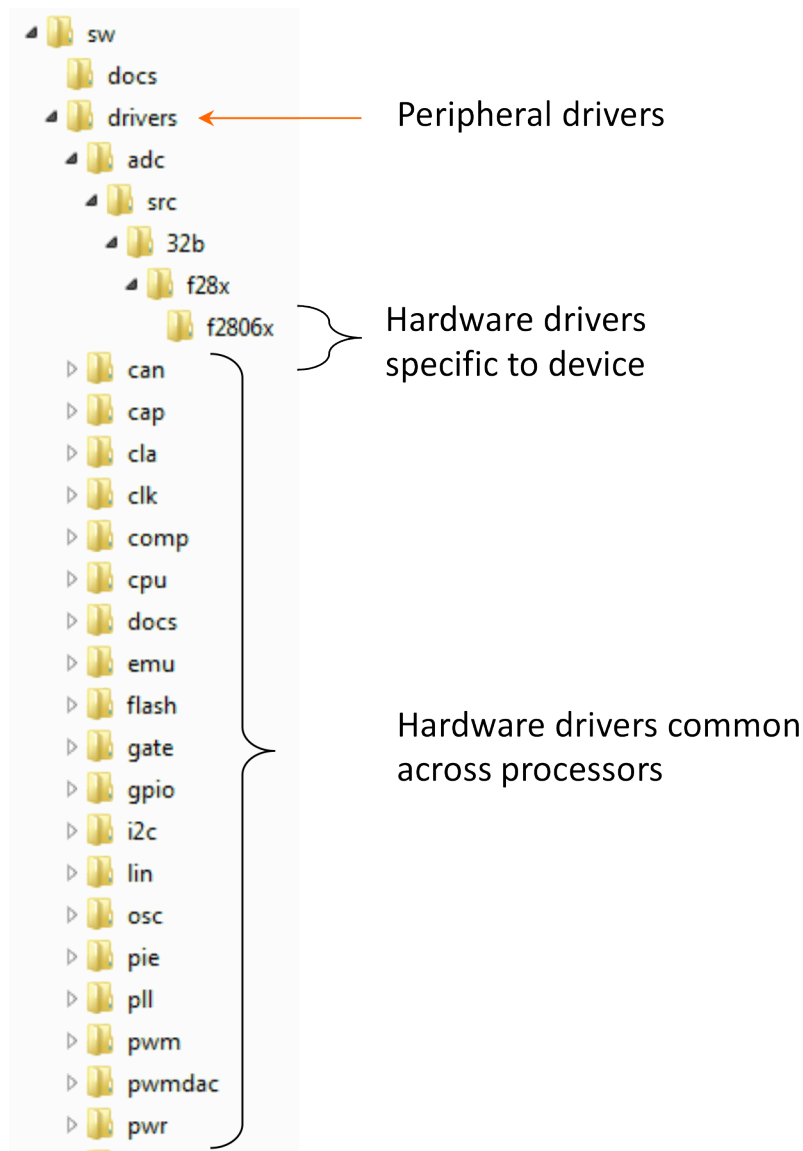 sw
docs
drivers
Peripheral drivers
adc
src
32b
f28x
f2806x
Hardware drivers
specific to device
can
cap
cla
clk
comp
cpu
docs
emu
flash
gate
Hardware drivers common
across processors
gpio
i2c
lin
osc
pie
pll
pwm
pwmdac
pwr